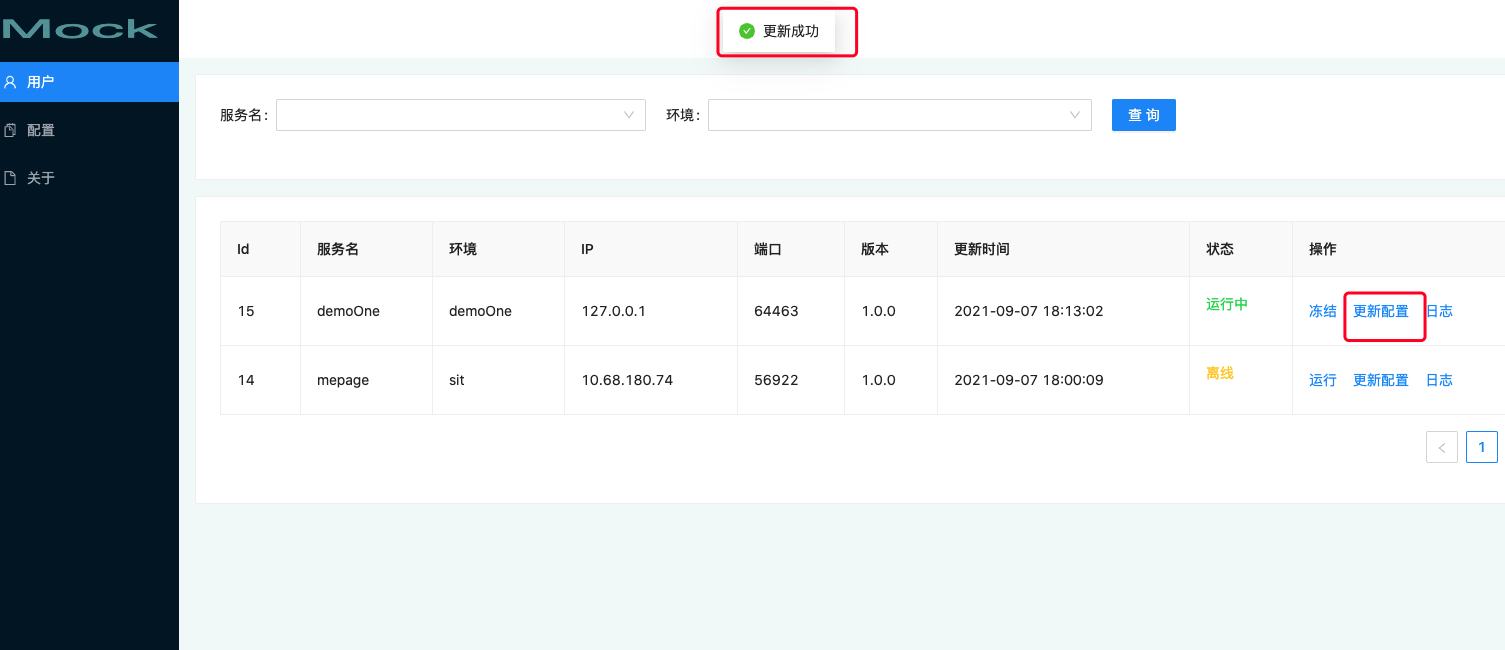 Mock
更新成功
用户
配置
关于
服务名: 环境: 查 询
Id 服务名 环境 IP 端口 版本 更新时间 状态 操作
15 demoOne demoOne 127.0.0.1 64463 1.0.0 2021-09-07 18:13:02 运行中 冻结 更新配置 日志
14 mepage sit 10.68.180.74 56922 1.0.0 2021-09-07 18:00:09 离线 运行 更新配置 日志
< 1